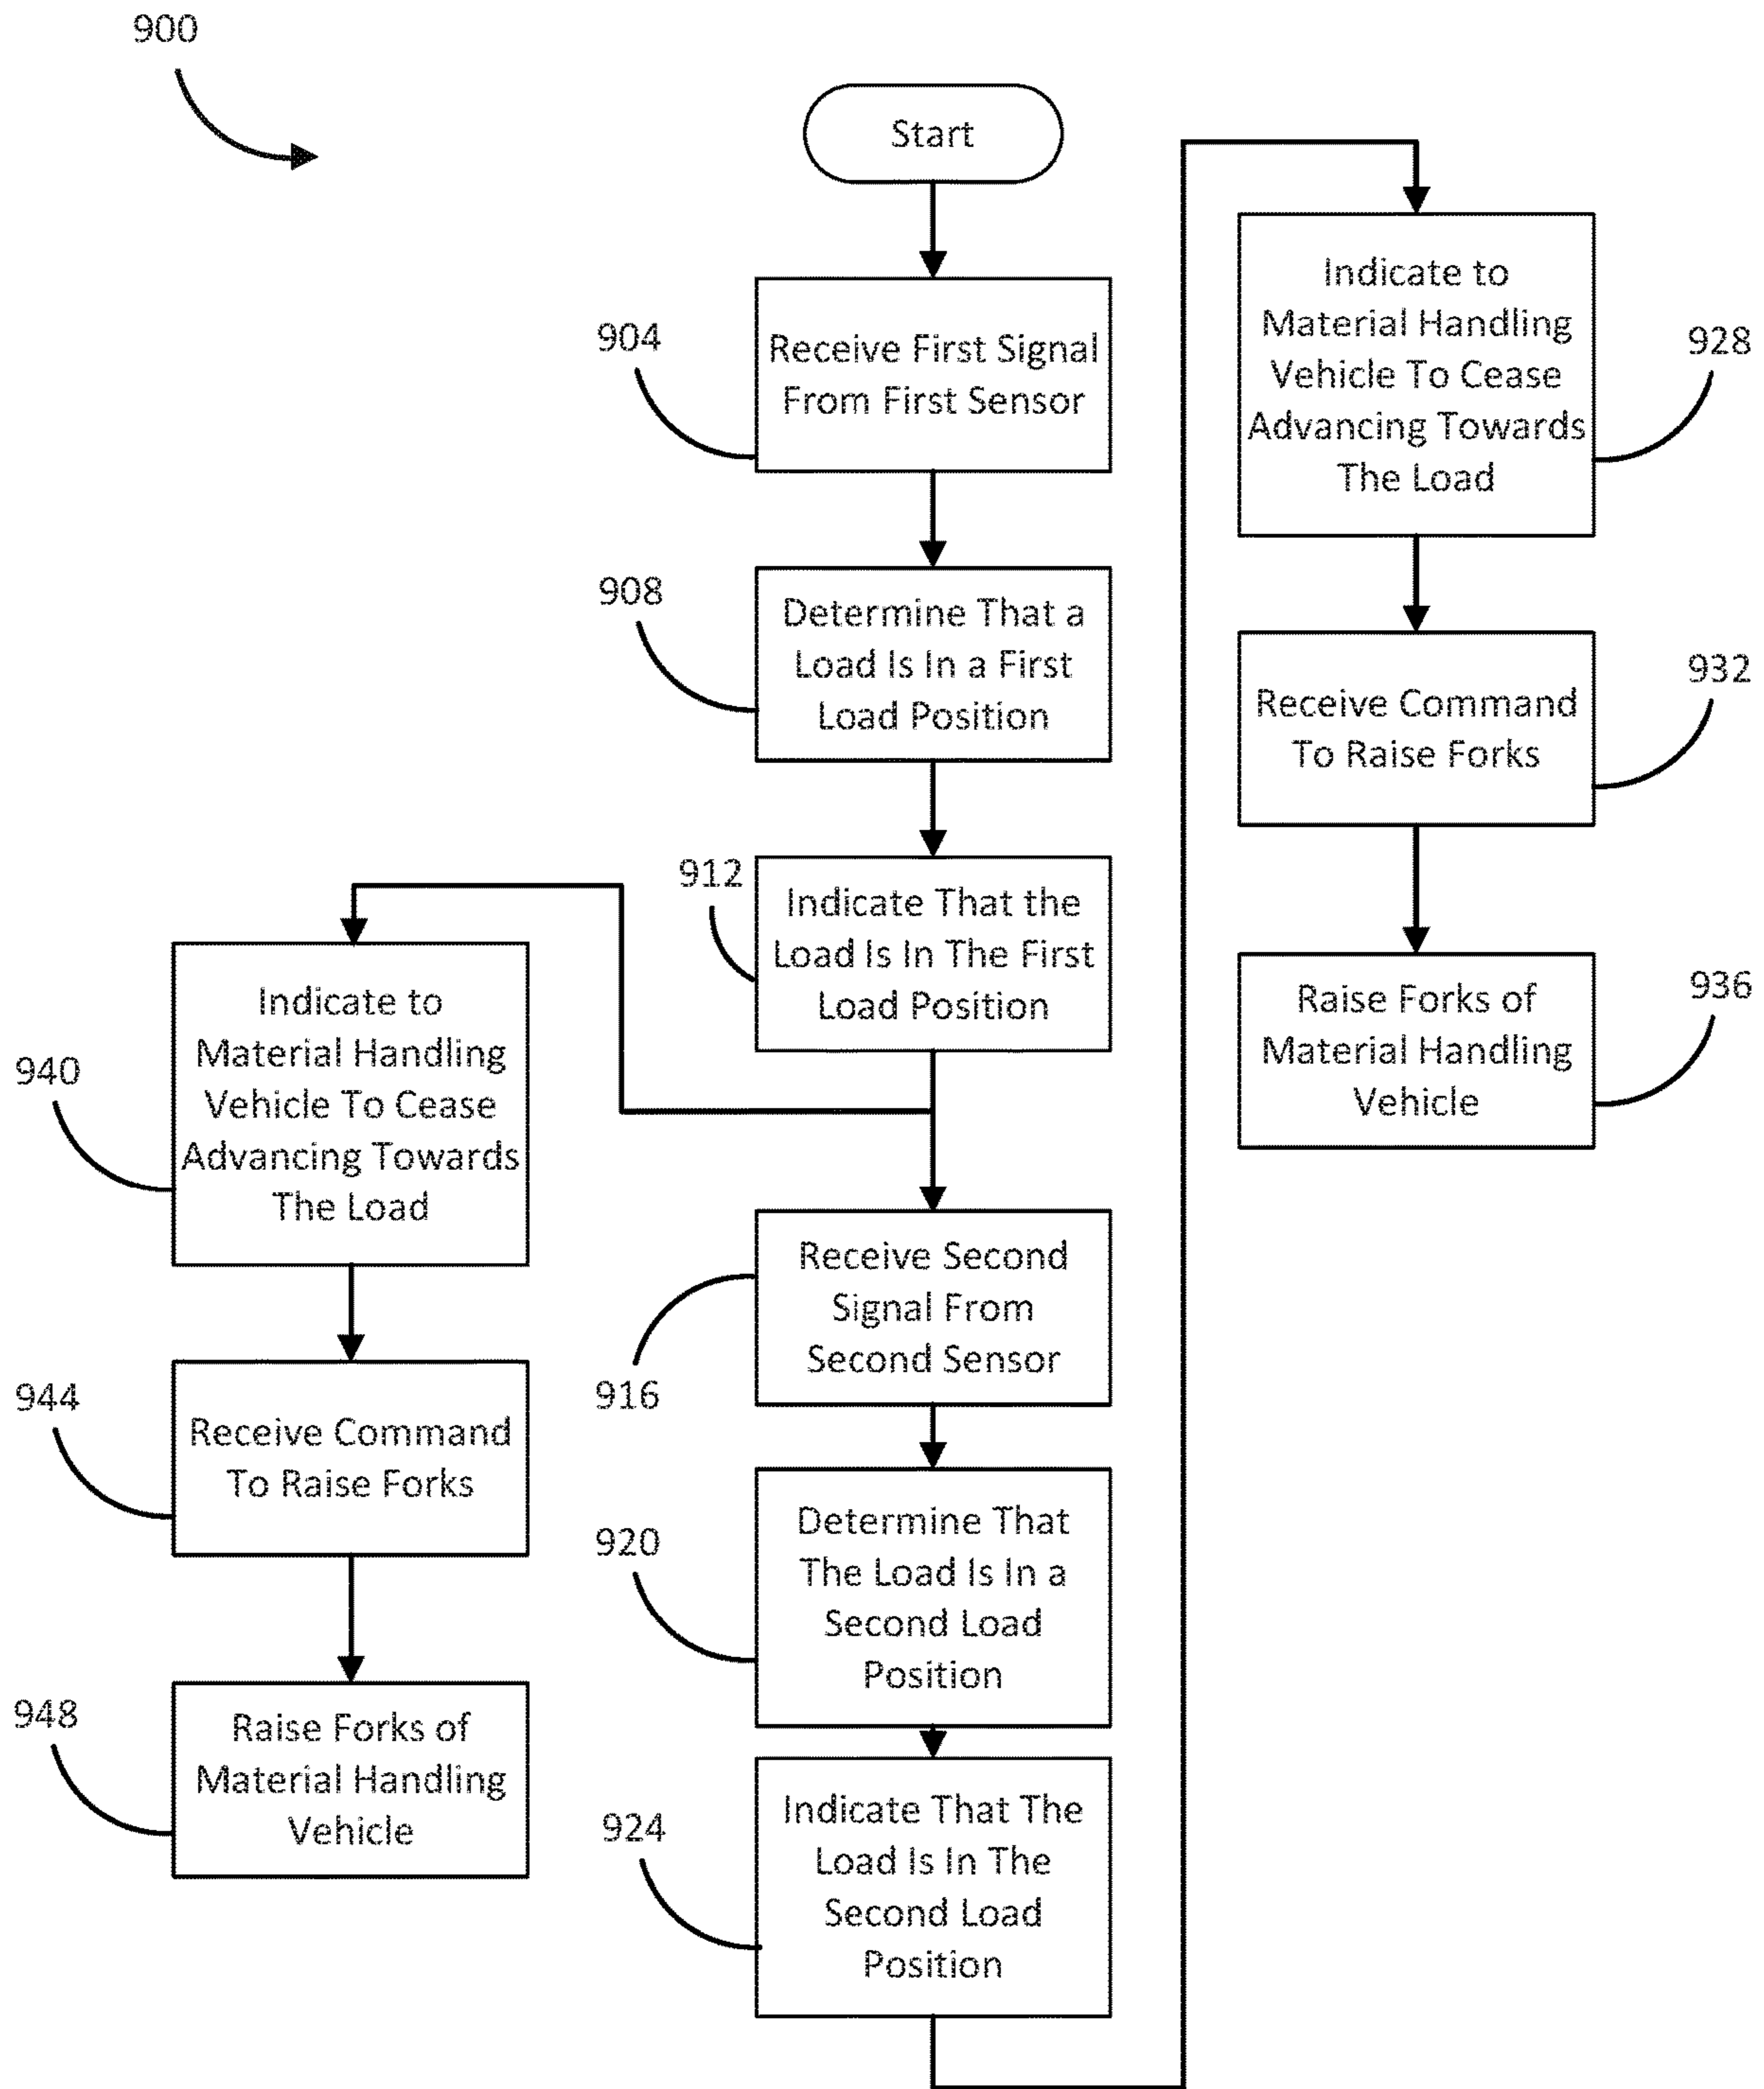 900
Start
904
Receive First Signal
From First Sensor
908
Determine That a
Load Is In a First
Load Position
912
Indicate That the
Load Is In The First
Load Position
916
Receive Second
Signal From
Second Sensor
920
Determine That
The Load Is In a
Second Load
Position
924
Indicate That The
Load Is In The
Second Load
Position
928
Indicate to
Material Handling
Vehicle To Cease
Advancing Towards
The Load
932
Receive Command
To Raise Forks
936
Raise Forks of
Material Handling
Vehicle
940
Indicate to
Material Handling
Vehicle To Cease
Advancing Towards
The Load
944
Receive Command
To Raise Forks
948
Raise Forks of
Material Handling
Vehicle